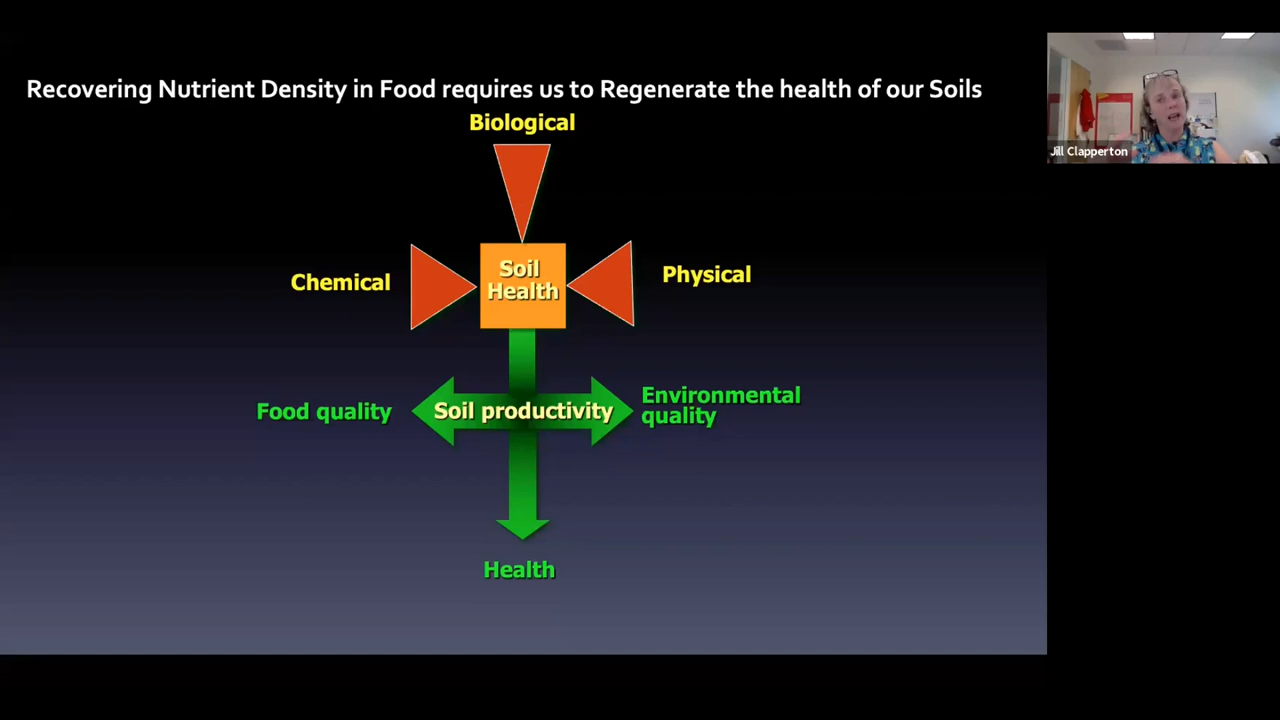 Recovering Nutrient Density in Food requires us to Regenerate the health of our Soils
Jill Clapperton
Biological
Chemical
Soil
Health
Physical
Food quality
Soil productivity
Environmental
quality
Health